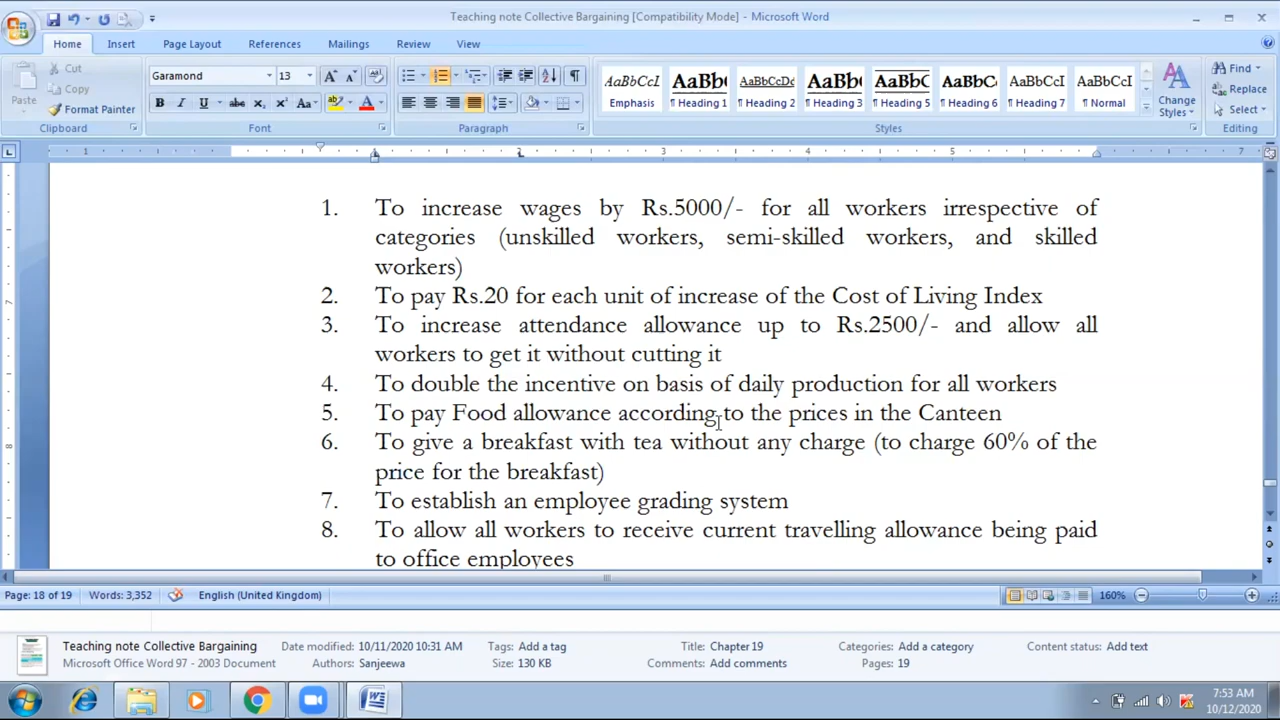 Teaching note Collective Bargaining [Compatibility Mode] - Microsoft Word
Home Insert Page Layout References Mailings Review View
Cut
Copy
Format Painter
Paste
Clipboard
Garamond 13
Font
Paragraph
AaBbCcI AaBbC AaBbCcDd AaBbC AaBbC AaBbC AaBbCcI AaBbCcI
Emphasis ¶ Heading 1 ¶ Heading 2 ¶ Heading 3 ¶ Heading 5 ¶ Heading 6 ¶ Heading 7 ¶ Normal
Change Styles
Styles
Find
Replace
Select
Editing
1 1 2 3 4 5 6 7
1. To increase wages by Rs.5000/- for all workers irrespective of
categories (unskilled workers, semi-skilled workers, and skilled
workers)
2. To pay Rs.20 for each unit of increase of the Cost of Living Index
3. To increase attendance allowance up to Rs.2500/- and allow all
workers to get it without cutting it
4. To double the incentive on basis of daily production for all workers
5. To pay Food allowance according to the prices in the Canteen
6. To give a breakfast with tea without any charge (to charge 60% of the
price for the breakfast)
7. To establish an employee grading system
8. To allow all workers to receive current travelling allowance being paid
to office employees
Page: 18 of 19 Words: 3,352 English (United Kingdom) 160%
Teaching note Collective Bargaining Date modified: 10/11/2020 10:31 AM Tags: Add a tag Title: Chapter 19 Categories: Add a category Content status: Add text
Microsoft Office Word 97 - 2003 Document Authors: Sanjeewa Size: 130 KB Comments: Add comments Pages: 19
7:53 AM
10/12/2020